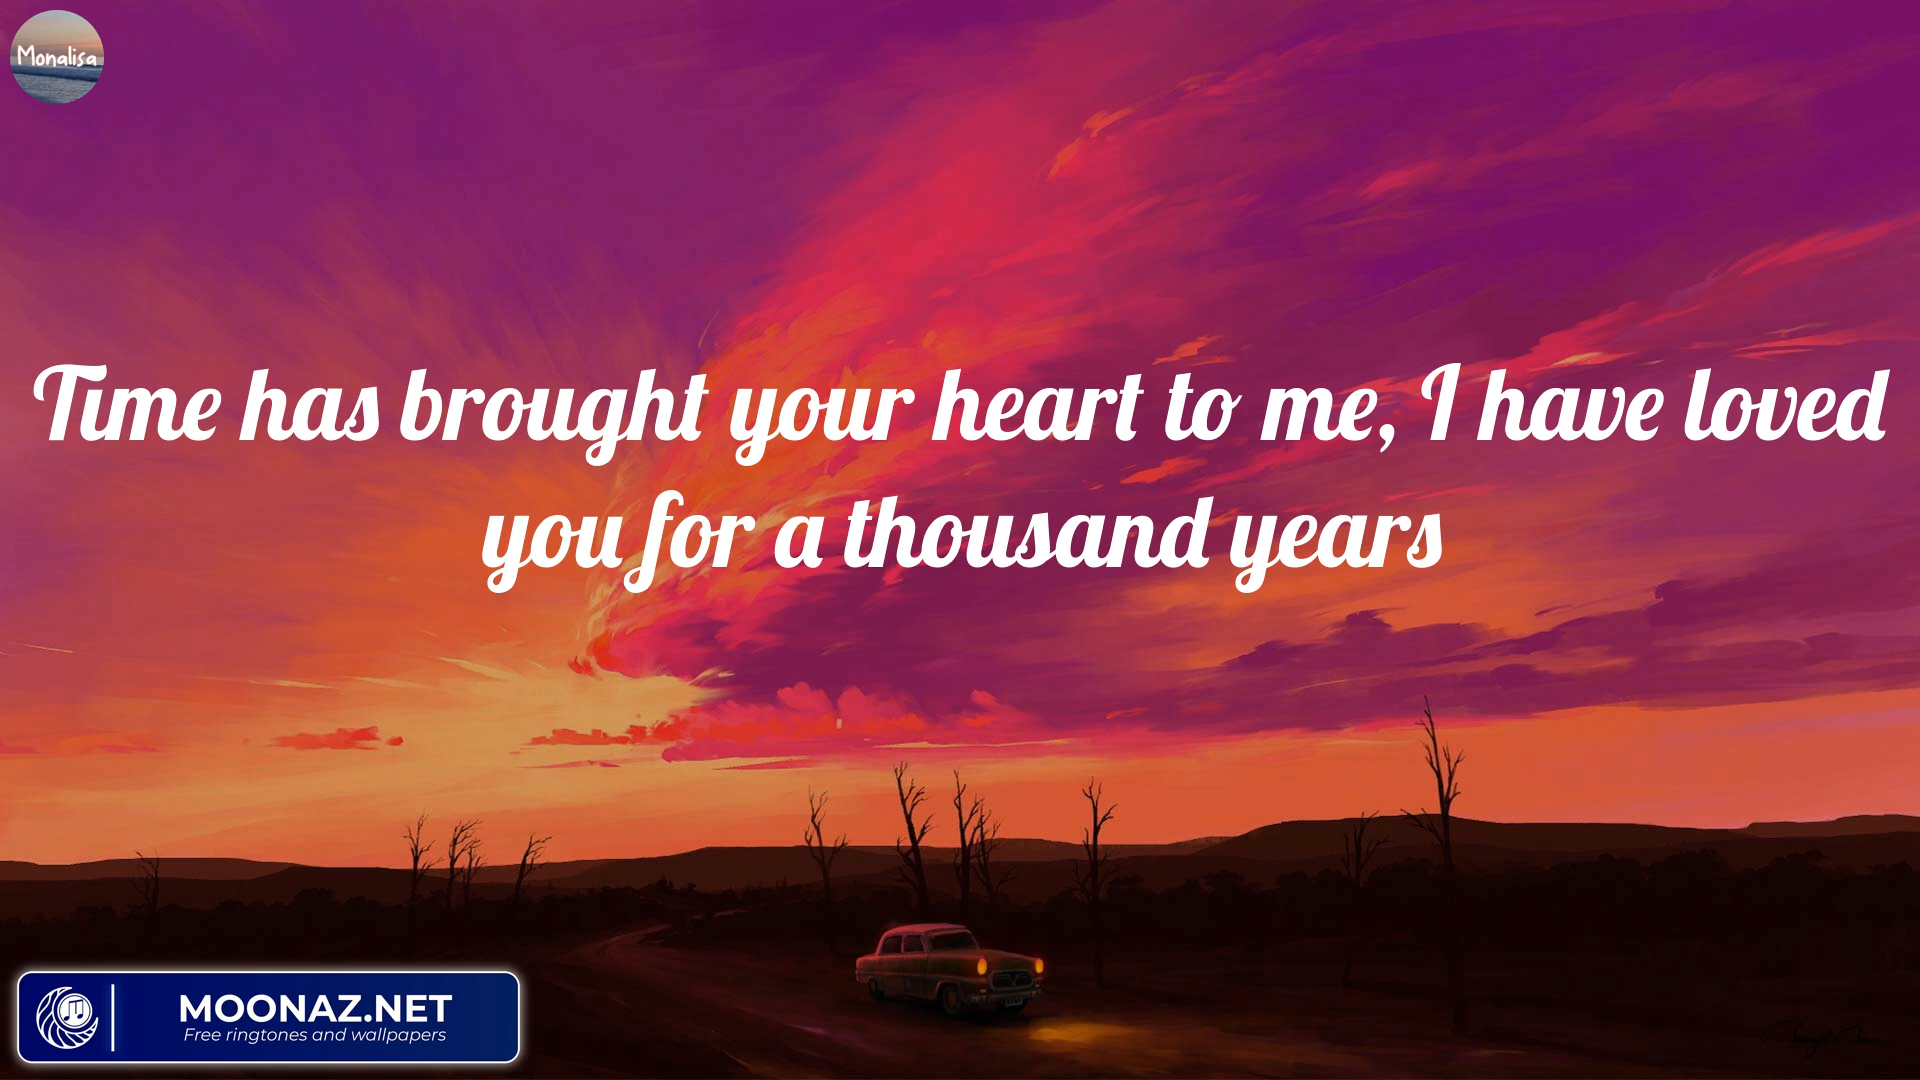 Monalisa
Time has brought your heart to me, I have loved
you for a thousand years
MOONAZ.NET
Free ringtones and wallpapers